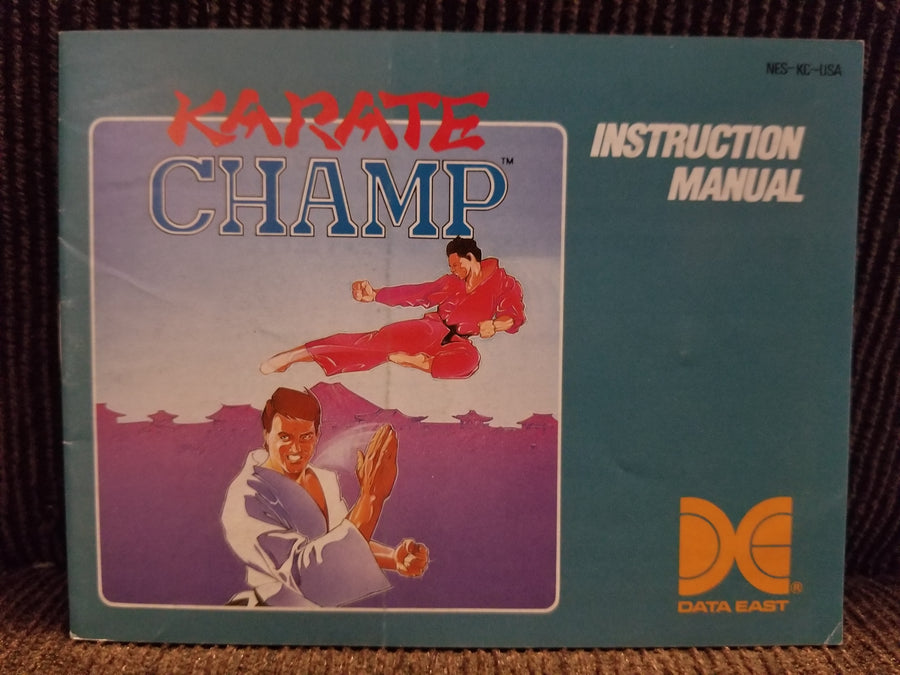 NES-KC-USA
KARATE
CHAMP™
INSTRUCTION
MANUAL
DATA EAST®